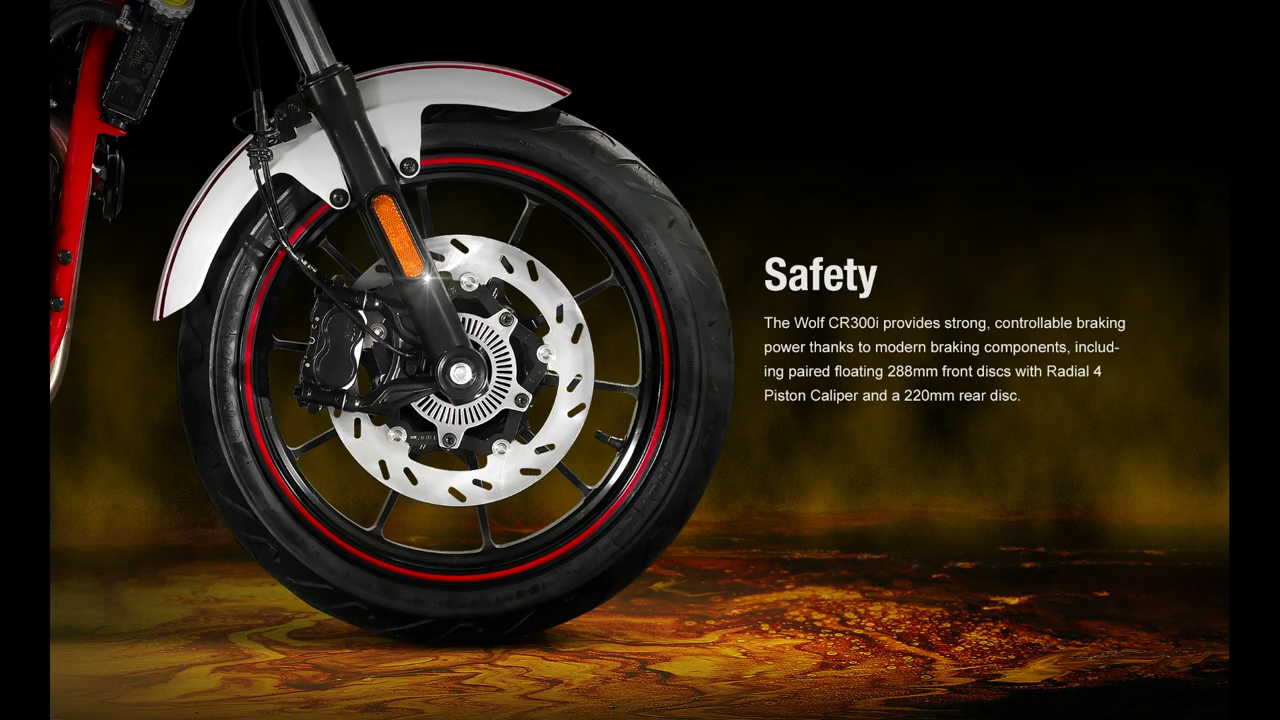 Safety
The Wolf CR300i provides strong, controllable braking
power thanks to modern braking components, includ-
ing paired floating 288mm front discs with Radial 4
Piston Caliper and a 220mm rear disc.